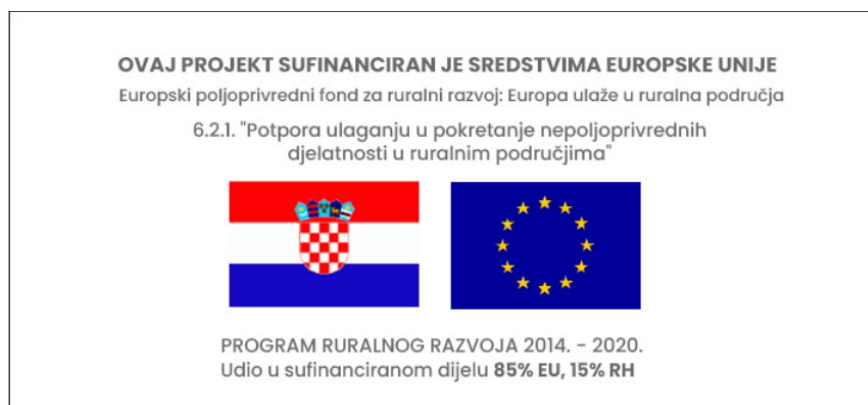 OVAJ PROJEKT SUFINANCIRAN JE SREDSTVIMA EUROPSKE UNIJE
Europski poljoprivredni fond za ruralni razvoj: Europa ulaže u ruralna područja
6.2.1. "Potpora ulaganju u pokretanje nepoljoprivrednih
djelatnosti u ruralnim područjima"
PROGRAM RURALNOG RAZVOJA 2014. - 2020.
Udio u sufinanciranom dijelu 85% EU, 15% RH